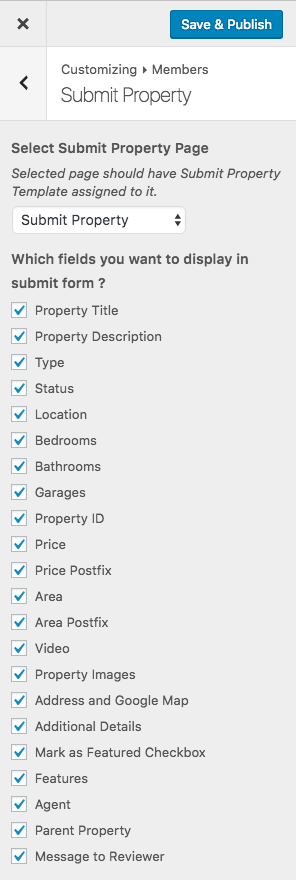 Save & Publish
Customizing ▸ Members
Submit Property
Select Submit Property Page
Selected page should have Submit Property
Template assigned to it.
Submit Property
Which fields you want to display in
submit form ?
Property Title
Property Description
Type
Status
Location
Bedrooms
Bathrooms
Garages
Property ID
Price
Price Postfix
Area
Area Postfix
Video
Property Images
Address and Google Map
Additional Details
Mark as Featured Checkbox
Features
Agent
Parent Property
Message to Reviewer